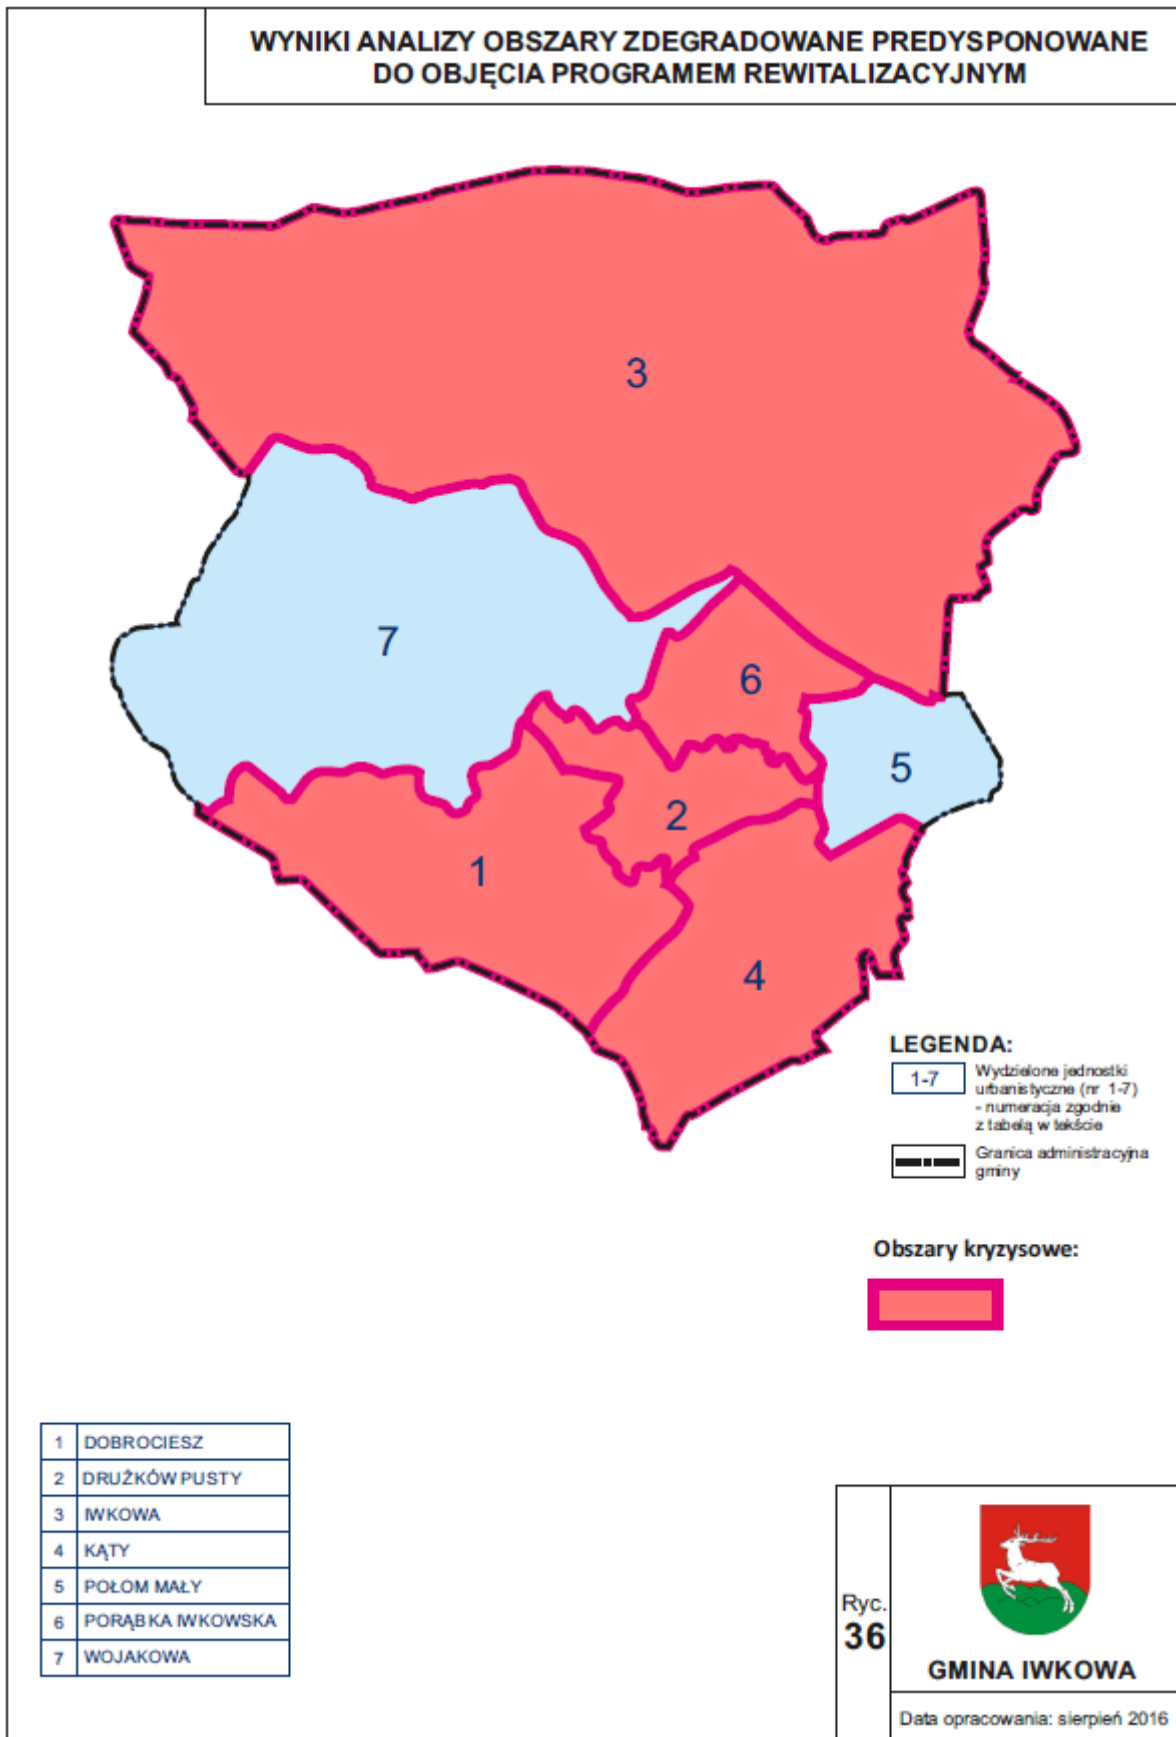 WYNIKI ANALIZY OBSZARY ZDEGRADOWANE PREDYSPONOWANE
DO OBJĘCIA PROGRAMEM REWITALIZACYJNYM
3
7
6
5
2
1
4
LEGENDA:
1-7 Wydzielone jednostki
urbanistyczne (nr 1-7)
- numeracja zgodnie
z tabelą w tekście
Granica administracyjna
gminy
Obszary kryzysowe:
1 DOBROCIESZ
2 DRUŻKÓW PUSTY
3 IWKOWA
4 KĄTY
5 POŁOM MAŁY
6 PORĄBKA IWKOWSKA
7 WOJAKOWA
Ryc.
36
GMINA IWKOWA
Data opracowania: sierpień 2016